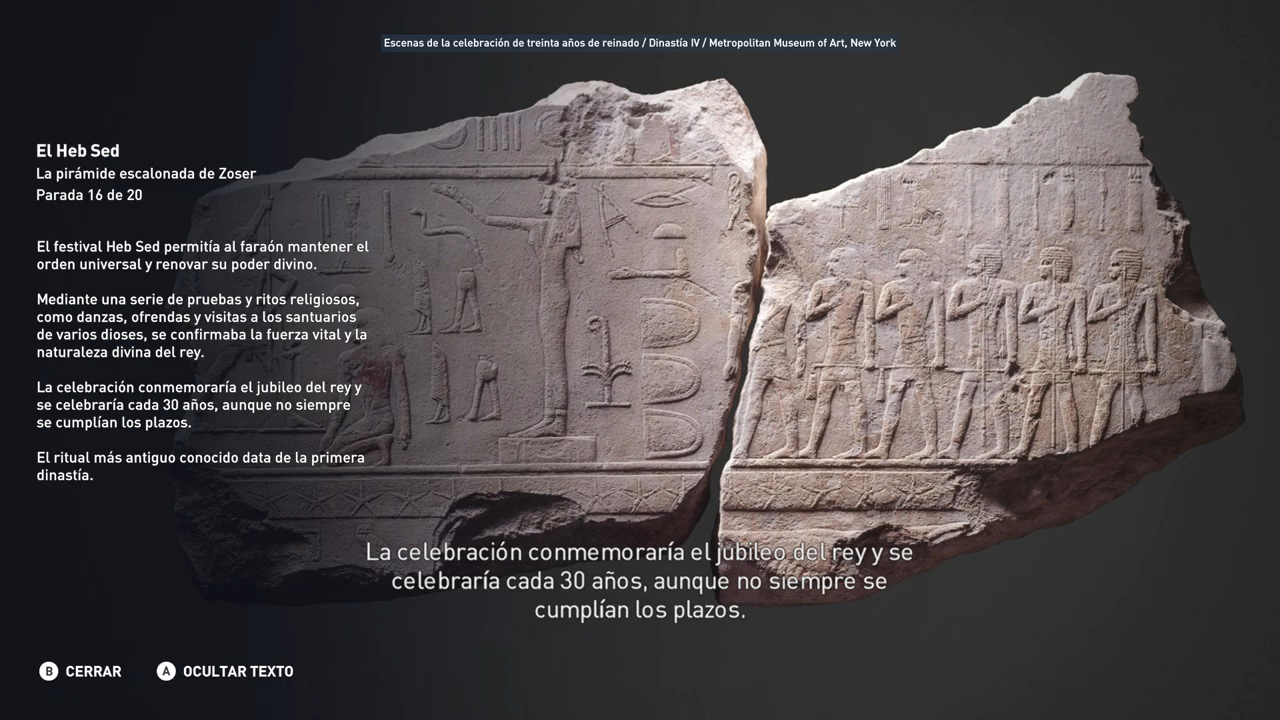 Escenas de la celebración de treinta años de reinado / Dinastía IV / Metropolitan Museum of Art, New York
El Heb Sed
La pirámide escalonada de Zoser
Parada 16 de 20
El festival Heb Sed permitía al faraón mantener el
orden universal y renovar su poder divino.
Mediante una serie de pruebas y ritos religiosos,
como danzas, ofrendas y visitas a los santuarios
de varios dioses, se confirmaba la fuerza vital y la
naturaleza divina del rey.
La celebración conmemoraría el jubileo del rey y
se celebraría cada 30 años, aunque no siempre
se cumplían los plazos.
El ritual más antiguo conocido data de la primera
dinastía.
La celebración conmemoraría el jubileo del rey y se
celebraría cada 30 años, aunque no siempre se
cumplían los plazos.
B CERRAR
A OCULTAR TEXTO